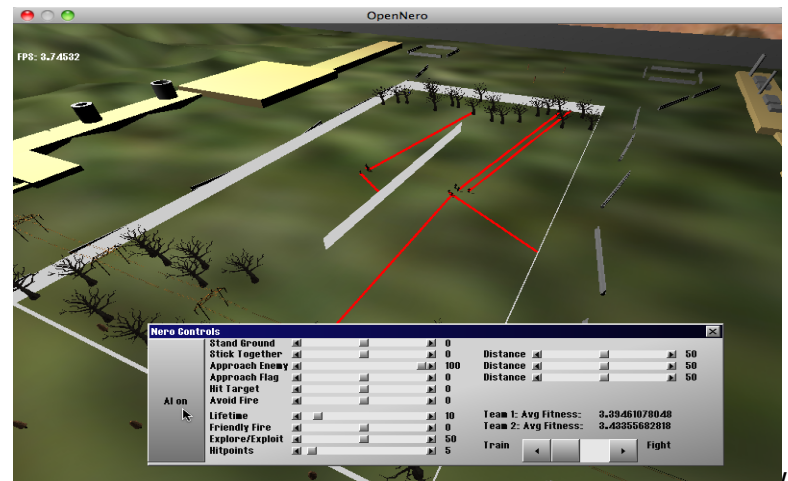 OpenNero
FPS: 3.74532
Nero Controls
Stand Ground 0
Stick Together 0 Distance 50
Approach Enemy 100 Distance 50
Approach Flag 0 Distance 50
Hit Target 0
AI on Avoid Fire 0
Lifetime 10 Team 1: Avg Fitness: 3.39461078048
Friendly Fire 0 Team 2: Avg Fitness: 3.43355682818
Explore/Exploit 50 Train Fight
Hitpoints 5